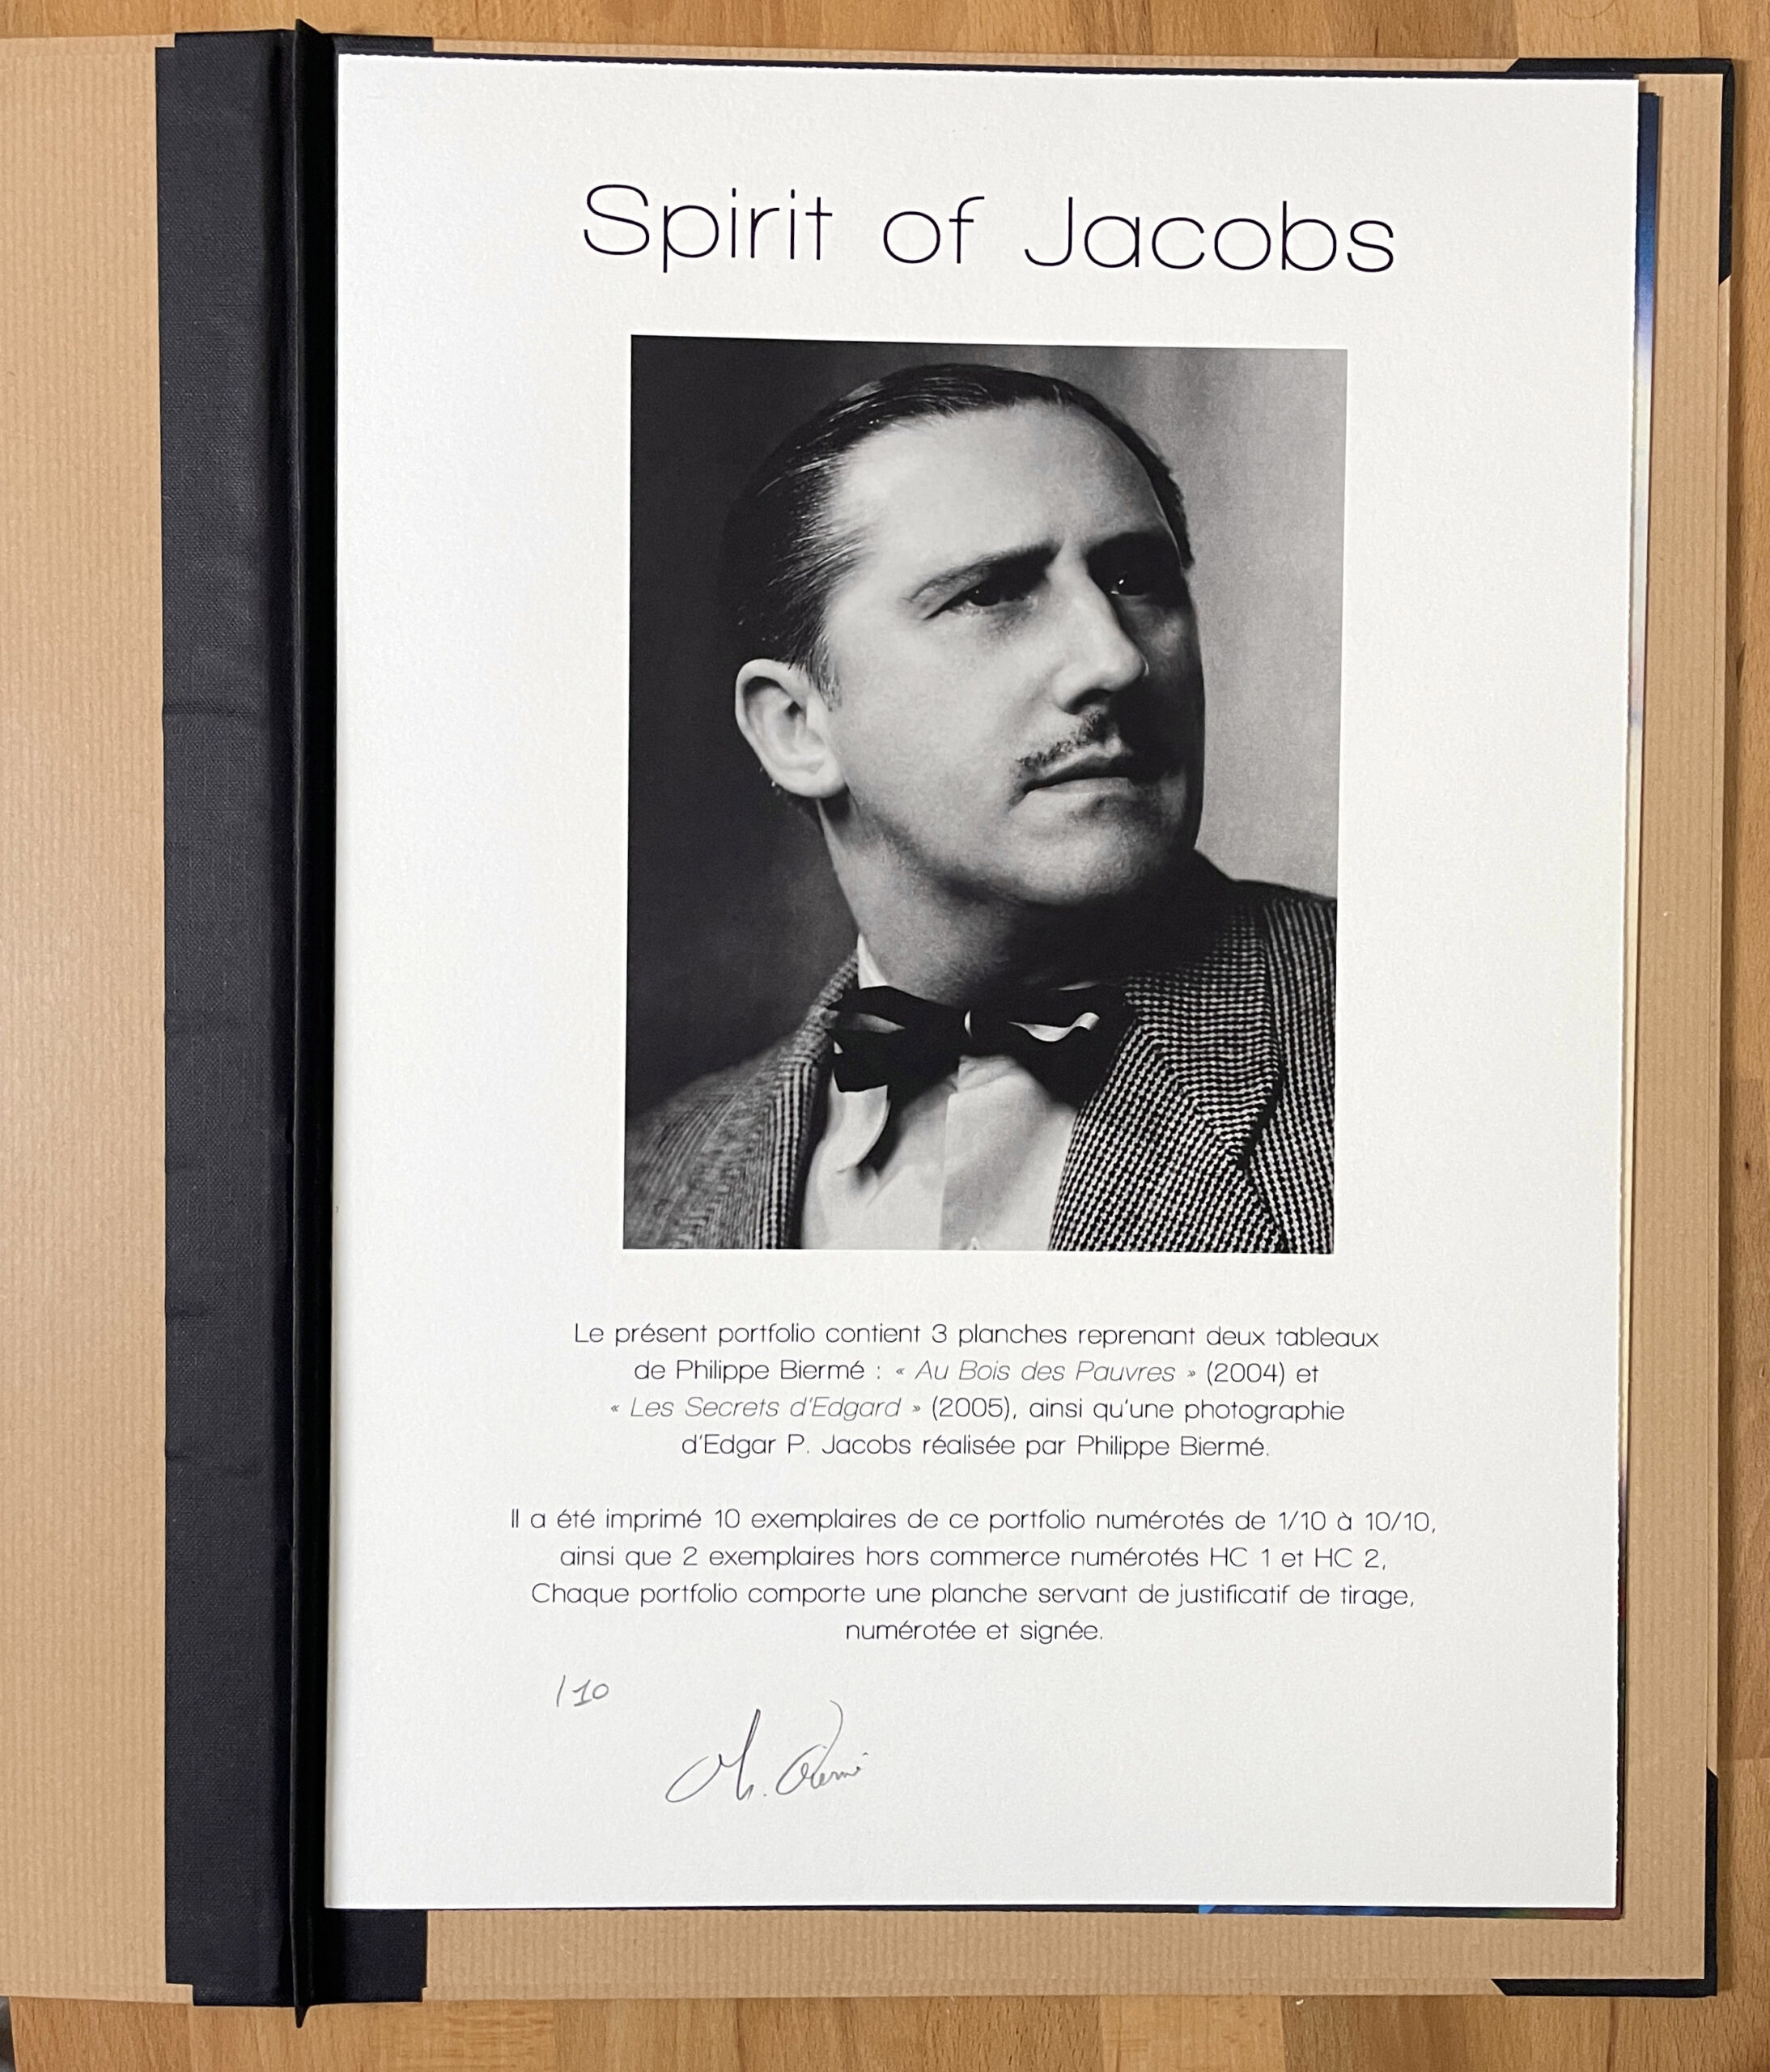 Spirit of Jacobs
Le présent portfolio contient 3 planches reprenant deux tableaux
de Philippe Biermé : « Au Bois des Pauvres » (2004) et
« Les Secrets d'Edgard » (2005), ainsi qu'une photographie
d'Edgar P. Jacobs réalisée par Philippe Biermé.
Il a été imprimé 10 exemplaires de ce portfolio numérotés de 1/10 à 10/10,
ainsi que 2 exemplaires hors commerce numérotés HC 1 et HC 2,
Chaque portfolio comporte une planche servant de justificatif de tirage,
numérotée et signée.
/10